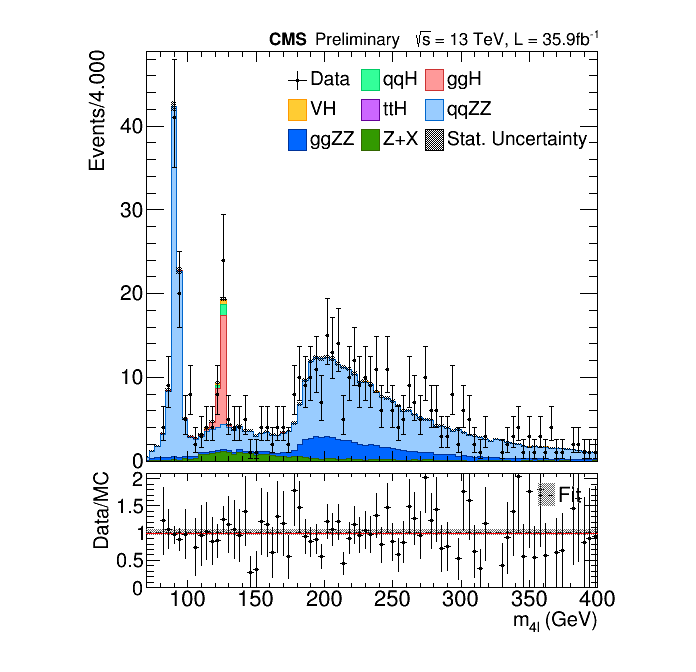 CMS Preliminary √s = 13 TeV, L = 35.9fb⁻¹
Events/4.000
Data qqH ggH
VH ttH qqZZ
ggZZ Z+X Stat. Uncertainty
40
30
20
10
0
Data/MC
Fit
2
1.5
1
0.5
0
100 150 200 250 300 350 400
m4l (GeV)